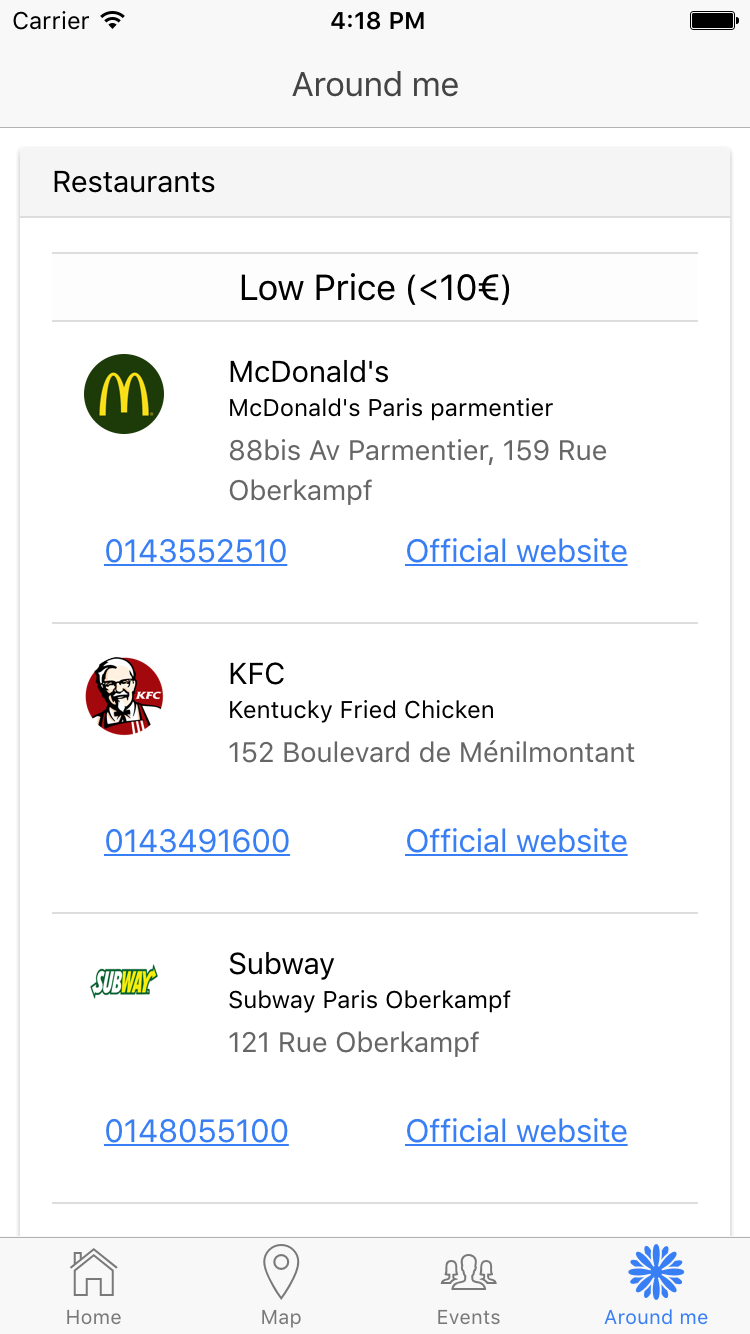 Carrier 4:18 PM
Around me
Restaurants
Low Price (<10€)
McDonald's
McDonald's Paris parmentier
88bis Av Parmentier, 159 Rue
Oberkampf
0143552510 Official website
KFC
KFC
Kentucky Fried Chicken
152 Boulevard de Ménilmontant
0143491600 Official website
SUBWAY
Subway
Subway Paris Oberkampf
121 Rue Oberkampf
0148055100 Official website
Home Map Events Around me